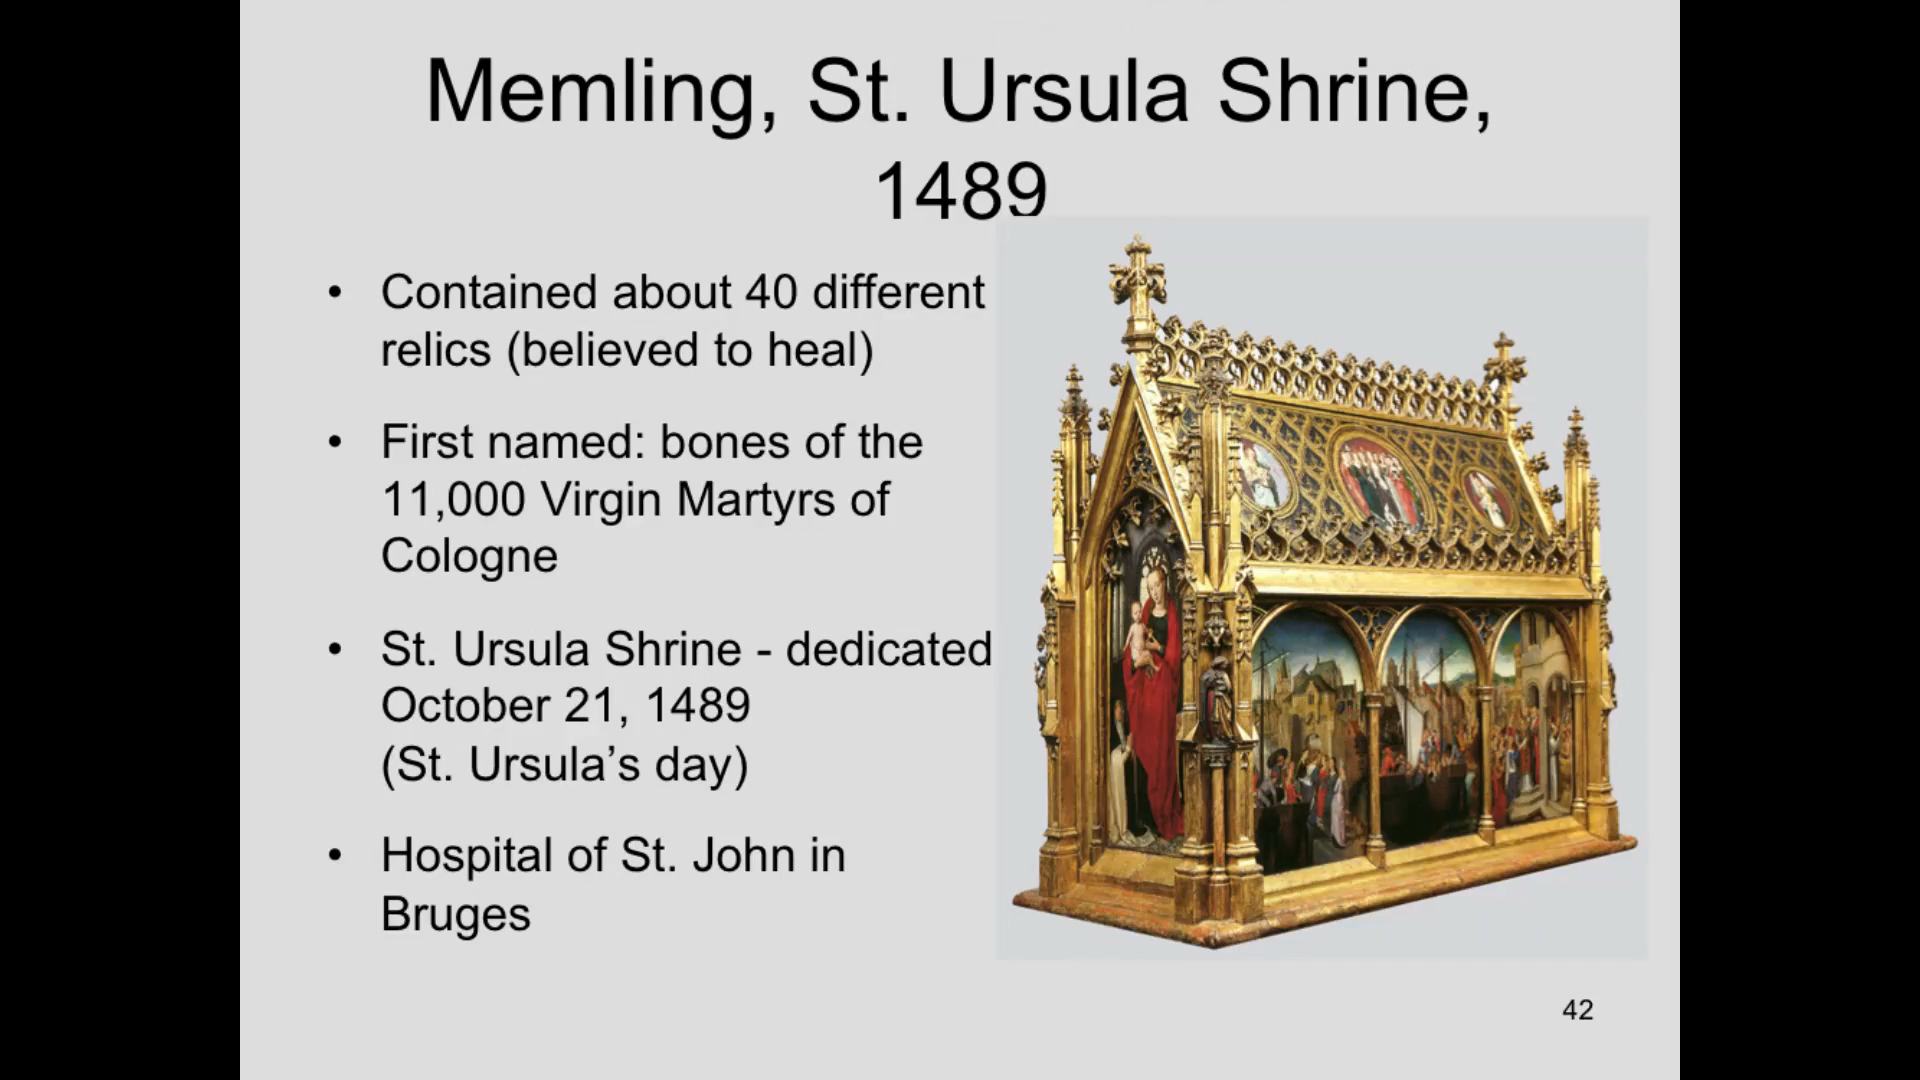 Memling, St. Ursula Shrine,
1489
• Contained about 40 different
relics (believed to heal)
• First named: bones of the
11,000 Virgin Martyrs of
Cologne
• St. Ursula Shrine - dedicated
October 21, 1489
(St. Ursula’s day)
• Hospital of St. John in
Bruges
42